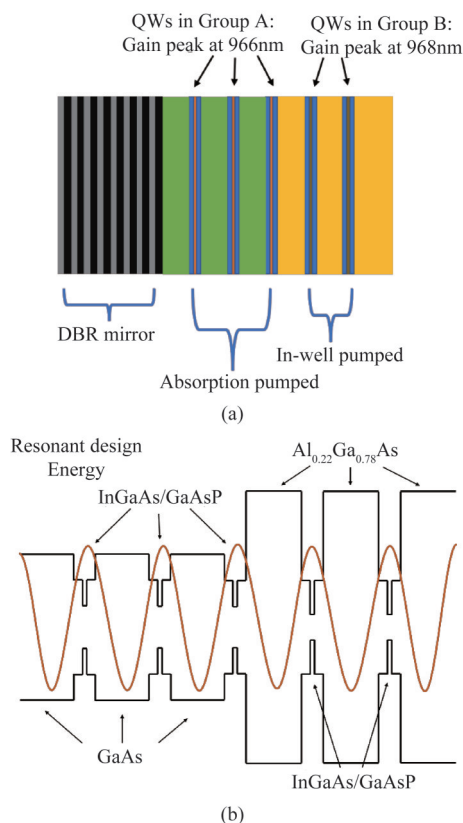 QWs in Group A:
Gain peak at 966nm
QWs in Group B:
Gain peak at 968nm
DBR mirror
Absorption pumped
In-well pumped
(a)
Resonant design
Energy
Al0.22Ga0.78As
InGaAs/GaAsP
GaAs
InGaAs/GaAsP
(b)